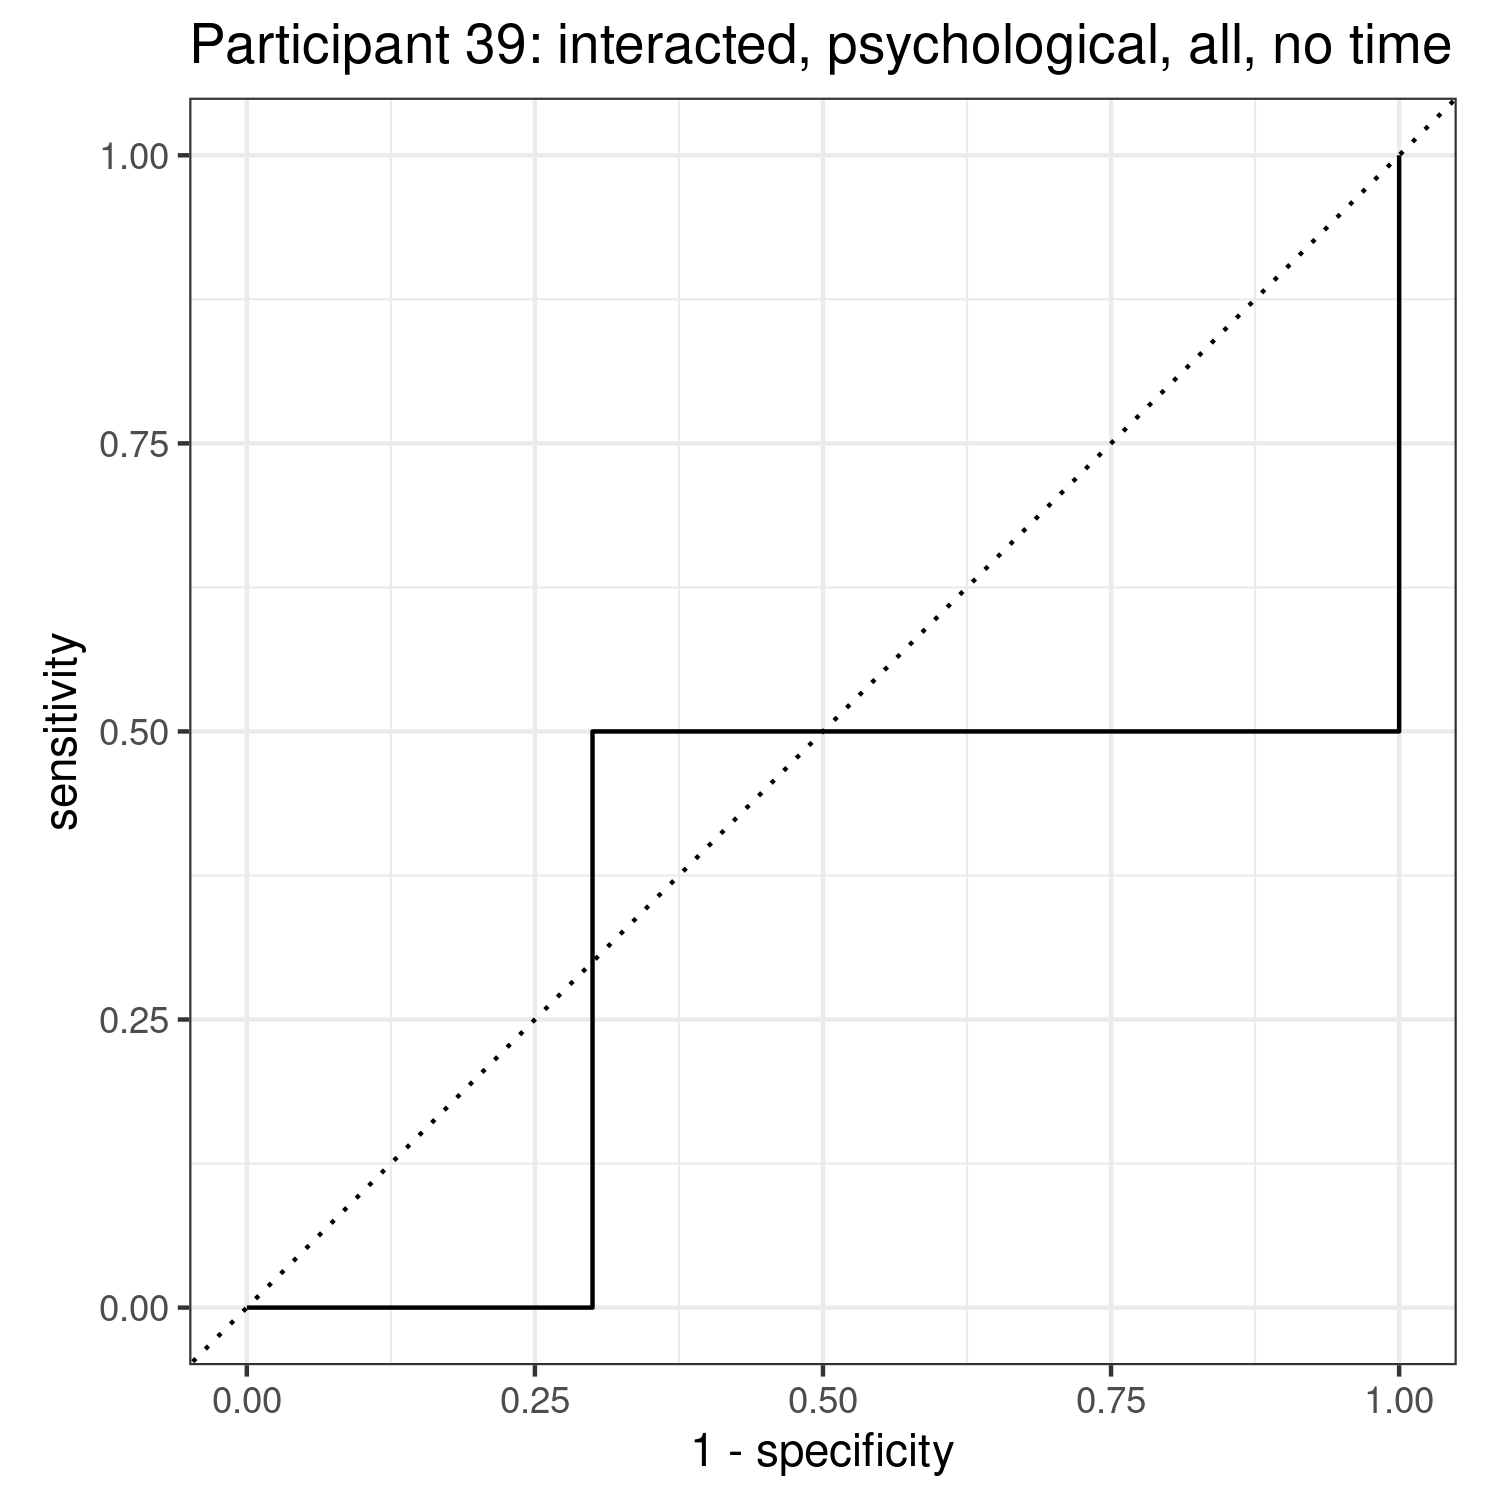 Participant 39: interacted, psychological, all, no time
1.00
0.75
0.50
0.25
0.00
sensitivity
0.00 0.25 0.50 0.75 1.00
1 - specificity